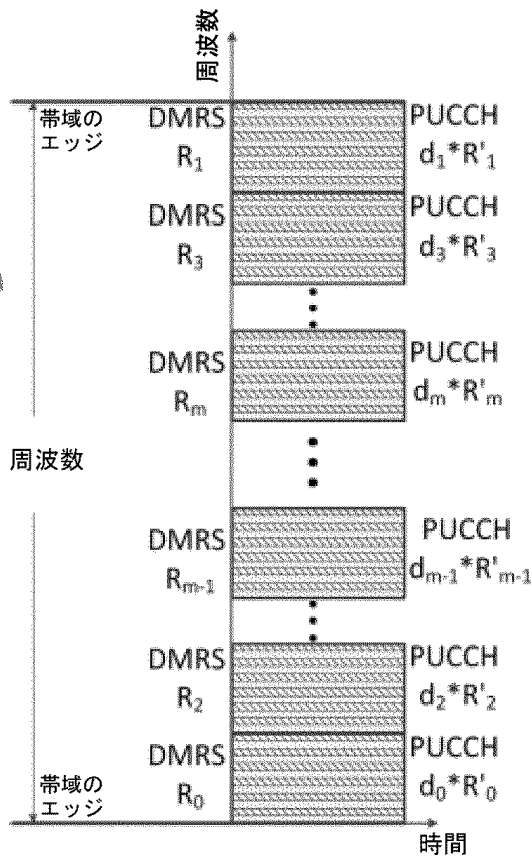 周波数
帯域の
エッジ
DMRS
R1
PUCCH
d1*R'1
DMRS
R3
PUCCH
d3*R'3
DMRS
Rm
PUCCH
dm*R'm
周波数
DMRS
Rm-1
PUCCH
dm-1*R'm-1
DMRS
R2
PUCCH
d2*R'2
帯域の
エッジ
DMRS
R0
PUCCH
d0*R'0
時間